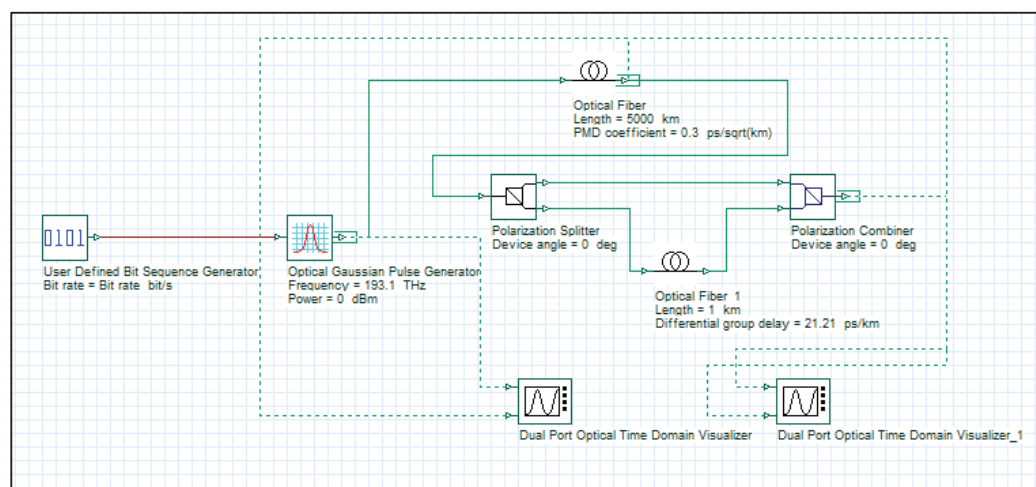 Optical Fiber
Length = 5000 km
PMD coefficient = 0.3 ps/sqrt(km)
Polarization Splitter
Device angle = 0 deg
Polarization Combiner
Device angle = 0 deg
0101
User Defined Bit Sequence Generator
Bit rate = Bit rate bit/s
Optical Gaussian Pulse Generator
Frequency = 193.1 THz
Power = 0 dBm
Optical Fiber 1
Length = 1 km
Differential group delay = 21.21 ps/km
Dual Port Optical Time Domain Visualizer
Dual Port Optical Time Domain Visualizer_1